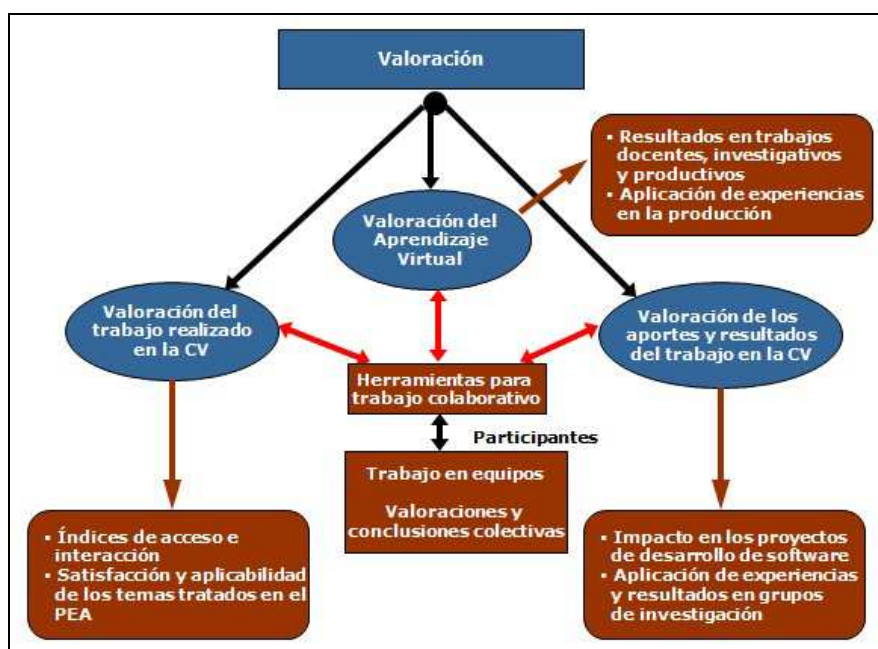 Valoración
▪ Resultados en trabajos
docentes, investigativos
y productivos
▪ Aplicación de experiencias
en la producción
Valoración del
Aprendizaje
Virtual
Valoración del
trabajo realizado
en la CV
Valoración de los
aportes y resultados
del trabajo en la CV
Herramientas para
trabajo colaborativo
Participantes
Trabajo en equipos
Valoraciones y
conclusiones colectivas
▪ Índices de acceso e
interacción
▪ Satisfacción y aplicabilidad
de los temas tratados en el
PEA
▪ Impacto en los proyectos
de desarrollo de software
▪ Aplicación de experiencias
y resultados en grupos
de investigación